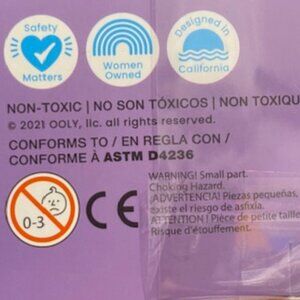 Safety
Matters
Women
Owned
Designed in
California
NON-TOXIC | NO SON TÓXICOS | NON TOXIQU
© 2021 OOLY, llc. all rights reserved.
CONFORMS TO / EN REGLA CON /
CONFORME À ASTM D4236
0-3
CE
WARNING! Small part.
Choking Hazard.
¡ADVERTENCIA! Piezas pequeñas,
existe el riesgo de asfixia.
ATTENTION ! Pièce de petite taille
Risque d'étouffement.